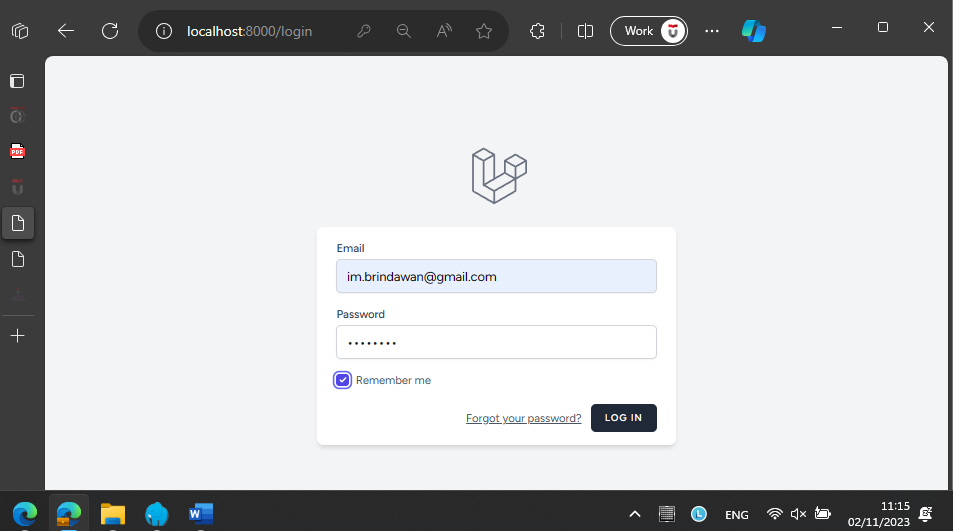 localhost:8000/login
Work
PDF
Email
im.brindawan@gmail.com
Password
••••••••
Remember me
Forgot your password?
LOG IN
ENG
11:15
02/11/2023